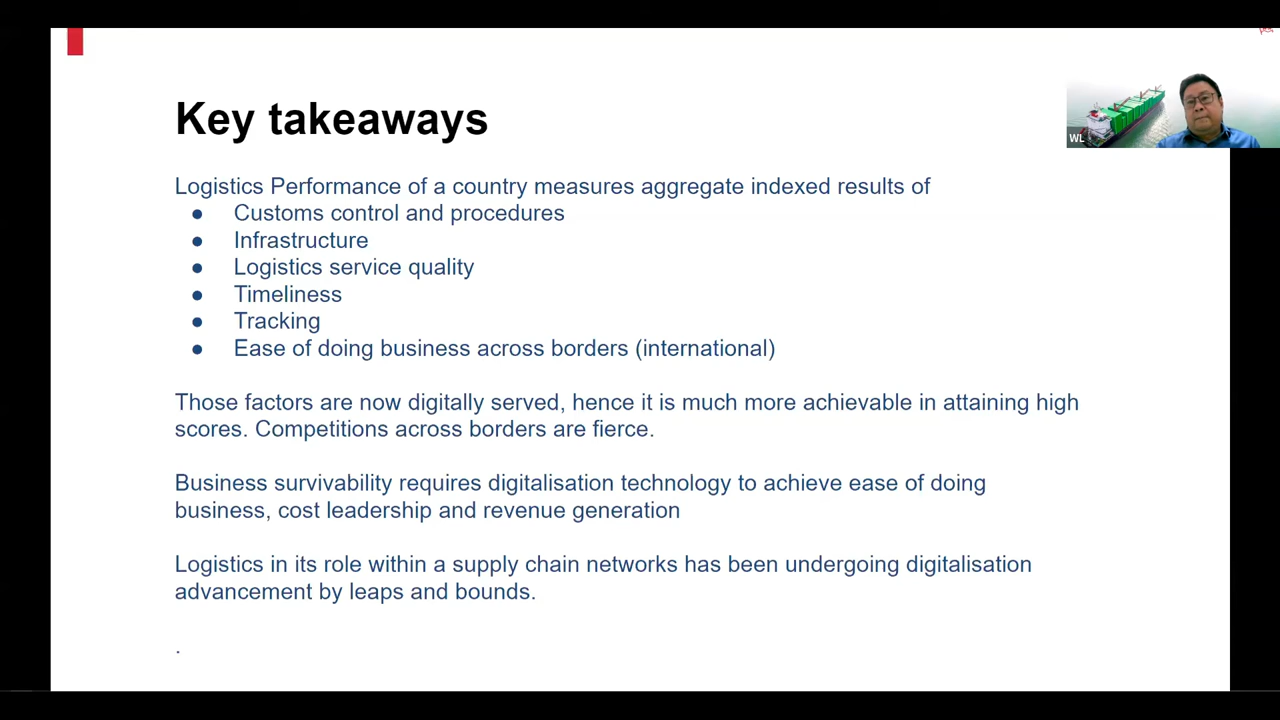 Key takeaways
WL
Logistics Performance of a country measures aggregate indexed results of
● Customs control and procedures
● Infrastructure
● Logistics service quality
● Timeliness
● Tracking
● Ease of doing business across borders (international)
Those factors are now digitally served, hence it is much more achievable in attaining high
scores. Competitions across borders are fierce.
Business survivability requires digitalisation technology to achieve ease of doing
business, cost leadership and revenue generation
Logistics in its role within a supply chain networks has been undergoing digitalisation
advancement by leaps and bounds.
.